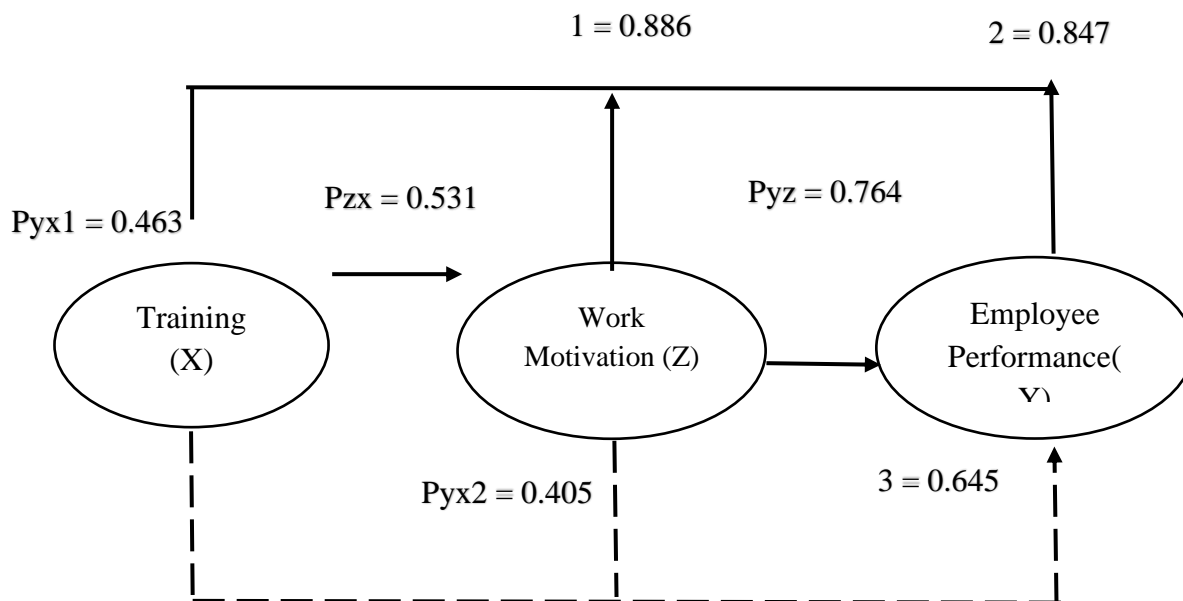 1 = 0.886
2 = 0.847
Pzx = 0.531
Pyz = 0.764
Pyx1 = 0.463
Training
(X)
Work
Motivation (Z)
Employee
Performance(
Y)
Pyx2 = 0.405
3 = 0.645